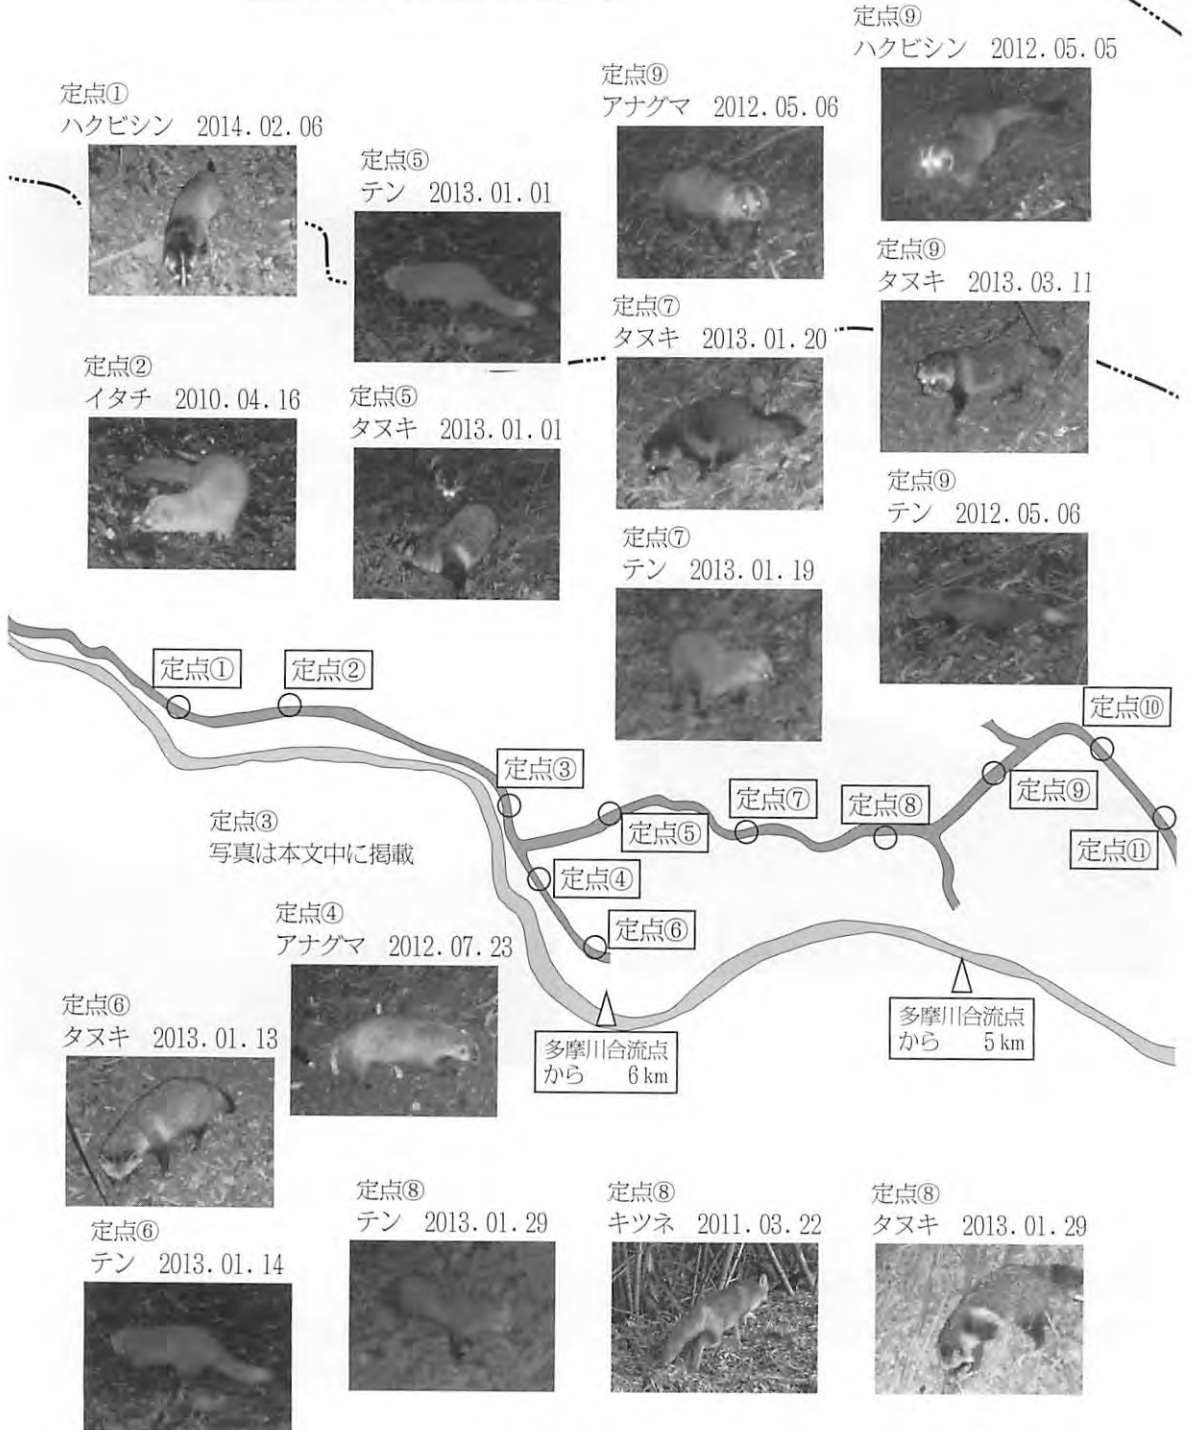 定点①
ハクビシン 2014.02.06
定点⑤
テン 2013.01.01
定点⑨
アナグマ 2012.05.06
定点⑨
ハクビシン 2012.05.05
定点②
イタチ 2010.04.16
定点⑤
タヌキ 2013.01.01
定点⑦
タヌキ 2013.01.20
定点⑨
タヌキ 2013.03.11
定点⑦
テン 2013.01.19
定点⑨
テン 2012.05.06
定点①
定点②
定点③
定点⑤
定点⑦
定点⑧
定点⑨
定点⑩
定点⑪
定点④
定点⑥
定点③
写真は本文中に掲載
定点④
アナグマ 2012.07.23
多摩川合流点
から 6km
多摩川合流点
から 5km
定点⑥
タヌキ 2013.01.13
定点⑥
テン 2013.01.14
定点⑧
テン 2013.01.29
定点⑧
キツネ 2011.03.22
定点⑧
タヌキ 2013.01.29